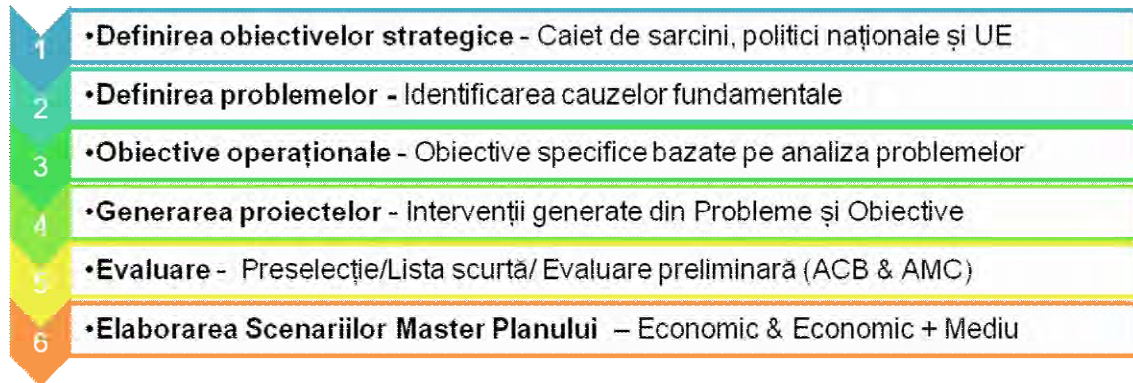 1 •Definirea obiectivelor strategice - Caiet de sarcini, politici naționale și UE
2 •Definirea problemelor - Identificarea cauzelor fundamentale
3 •Obiective operaționale - Obiective specifice bazate pe analiza problemelor
4 •Generarea proiectelor - Intervenții generate din Probleme și Obiective
5 •Evaluare - Preselecție/Lista scurtă/ Evaluare preliminară (ACB & AMC)
6 •Elaborarea Scenariilor Master Planului – Economic & Economic + Mediu